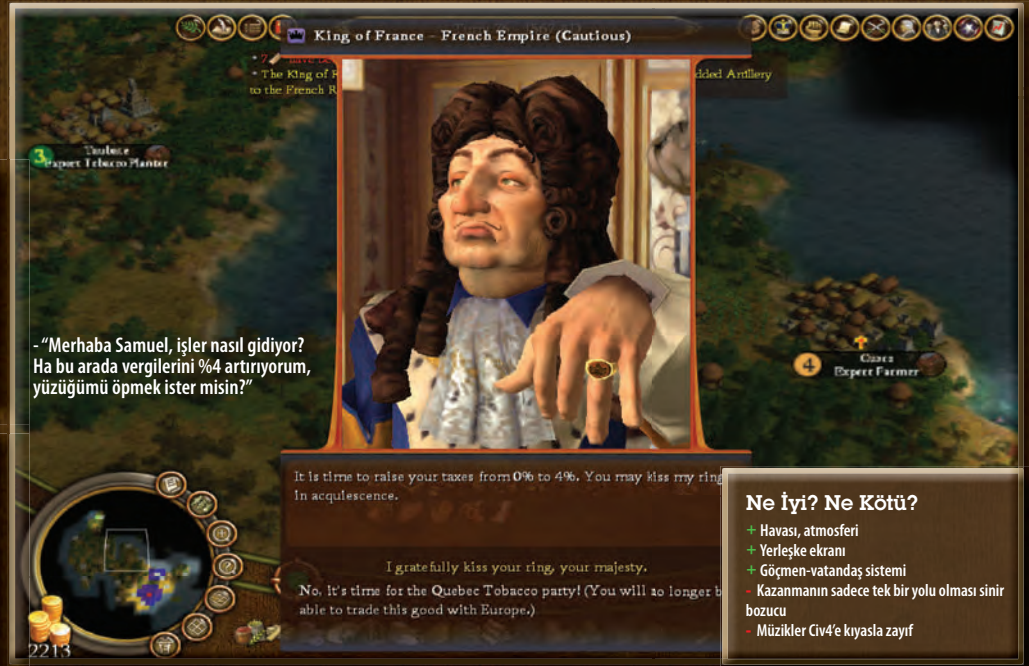 King of France – French Empire (Cautious)
The King of
dded Artillery
to the French R
3
Expert Tobacco Planter
- “Merhaba Samuel, işler nasıl gidiyor?
Ha bu arada vergilerini %4 artırıyorum,
yüzüğümü öpmek ister misin?”
4
Expert Farmer
It is time to raise your taxes from 0% to 4%. You may kiss my ring
in acquiescence.
I gratefully kiss your ring, your majesty.
No, it's time for the Quebec Tobacco party! (You will no longer b
able to trade this good with Europe.)
2213
Ne İyi? Ne Kötü?
+ Havası, atmosferi
+ Yerleşke ekranı
+ Göçmen-vatandaş sistemi
- Kazanmanın sadece tek bir yolu olması sinir
bozucu
- Müzikler Civ4’e kıyasla zayıf